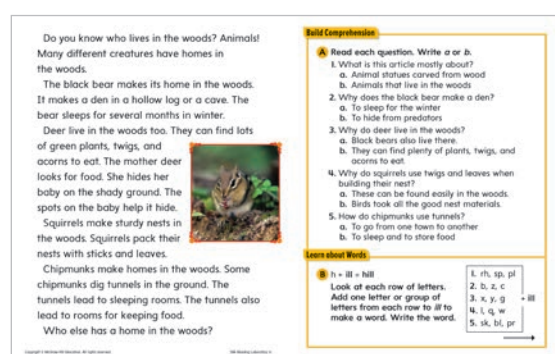 Do you know who lives in the woods? Animals!
Many different creatures have homes in
the woods.
The black bear makes its home in the woods.
It makes a den in a hollow log or a cave. The
bear sleeps for several months in winter.
Deer live in the woods too. They can find lots
of green plants, twigs, and
acorns to eat. The mother deer
looks for food. She hides her
baby on the shady ground. The
spots on the baby help it hide.
Squirrels make sturdy nests in
the woods. Squirrels pack their
nests with sticks and leaves.
Chipmunks make homes in the woods. Some
chipmunks dig tunnels in the ground. The
tunnels lead to sleeping rooms. The tunnels also
lead to rooms for keeping food.
Who else has a home in the woods?
Build Comprehension
A Read each question. Write a or b.
1. What is this article mostly about?
a. Animal statues carved from wood
b. Animals that live in the woods
2. Why does the black bear make a den?
a. To sleep for the winter
b. To hide from predators
3. Why do deer live in the woods?
a. Black bears also live there.
b. They can find plenty of plants, twigs, and
acorns to eat.
4. Why do squirrels use twigs and leaves when
building their nest?
a. These can be found easily in the woods.
b. Birds took all the good nest materials.
5. How do chipmunks use tunnels?
a. To go from one town to another
b. To sleep and to store food
Learn about Words
B h + ill = hill
Look at each row of letters.
Add one letter or group of
letters from each row to ill to
make a word. Write the word.
1. rh, sp, pl
2. b, z, c
3. x, y, g
4. l, q, w
5. sk, bl, pr
+ ill